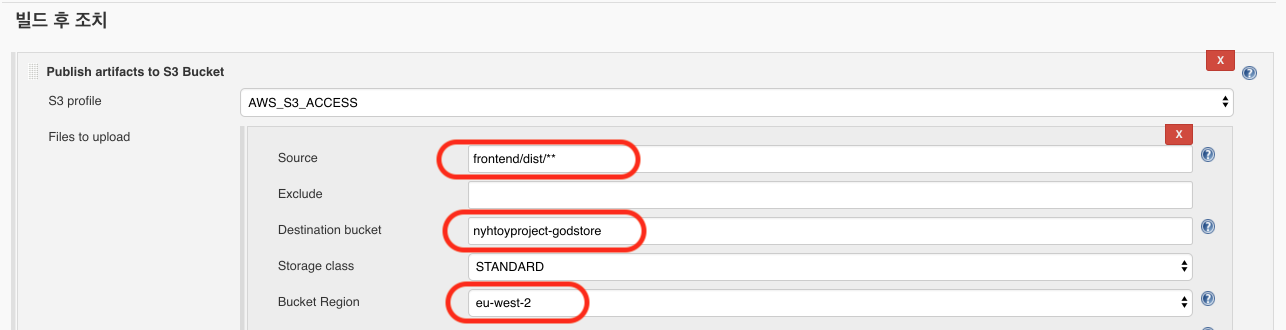 빌드 후 조치
X
Publish artifacts to S3 Bucket
S3 profile AWS_S3_ACCESS
Files to upload
X
Source frontend/dist/**
Exclude
Destination bucket nyhtoyproject-godstore
Storage class STANDARD
Bucket Region eu-west-2